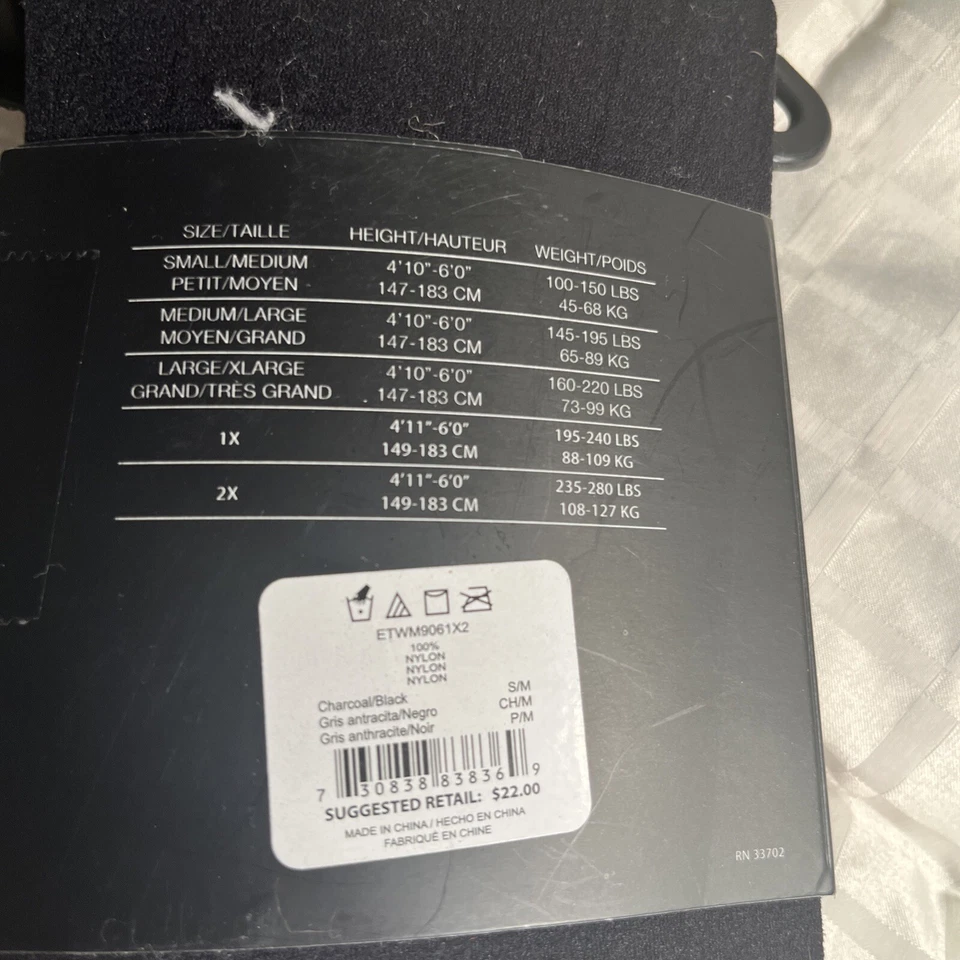 SIZE/TAILLE HEIGHT/HAUTEUR WEIGHT/POIDS
SMALL/MEDIUM 4'10"-6'0" 100-150 LBS
PETIT/MOYEN 147-183 CM 45-68 KG
MEDIUM/LARGE 4'10"-6'0" 145-195 LBS
MOYEN/GRAND 147-183 CM 65-89 KG
LARGE/XLARGE 4'10"-6'0" 160-220 LBS
GRAND/TRÈS GRAND 147-183 CM 73-99 KG
1X 4'11"-6'0" 195-240 LBS
149-183 CM 88-109 KG
2X 4'11"-6'0" 235-280 LBS
149-183 CM 108-127 KG
ETWM9061X2
100%
NYLON
NYLON
NYLON
Charcoal/Black S/M
Gris antracita/Negro CH/M
Gris anthracite/Noir P/M
7 30838 83836 9
SUGGESTED RETAIL: $22.00
MADE IN CHINA / HECHO EN CHINA
FABRIQUÉ EN CHINE
RN 33702